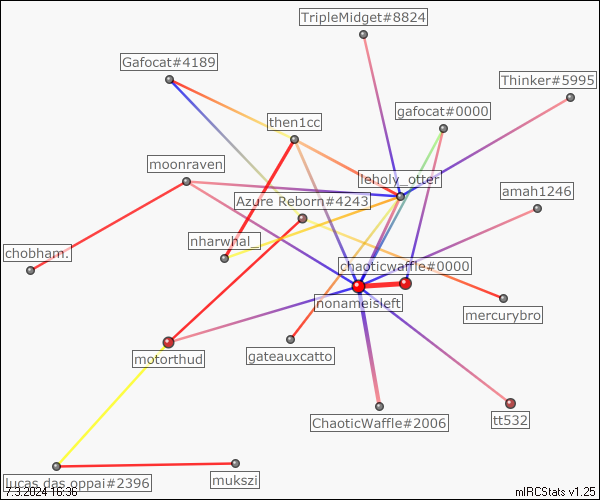 TripleMidget#8824
Gafocat#4189
Thinker#5995
gafocat#0000
then1cc
moonraven
leholy_otter
amah1246
Azure Reborn#4243
nharwhal_
chobham.
chaoticwaffle#0000
nonameisleft
mercurybro
motorthud
gateauxcatto
ChaoticWaffle#2006
tt532
mukszi
lucas das oppai#2396
7.3.2024 16:36
mIRCStats v1.25